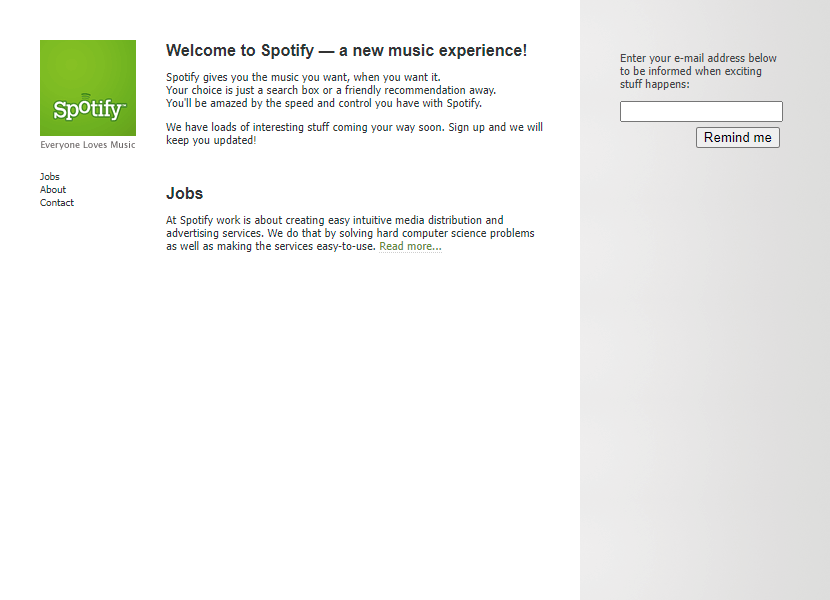 Spotify™
Everyone Loves Music
Jobs
About
Contact
Welcome to Spotify — a new music experience!
Spotify gives you the music you want, when you want it.
Your choice is just a search box or a friendly recommendation away.
You'll be amazed by the speed and control you have with Spotify.
We have loads of interesting stuff coming your way soon. Sign up and we will
keep you updated!
Jobs
At Spotify work is about creating easy intuitive media distribution and
advertising services. We do that by solving hard computer science problems
as well as making the services easy-to-use. Read more...
Enter your e-mail address below
to be informed when exciting
stuff happens:
Remind me